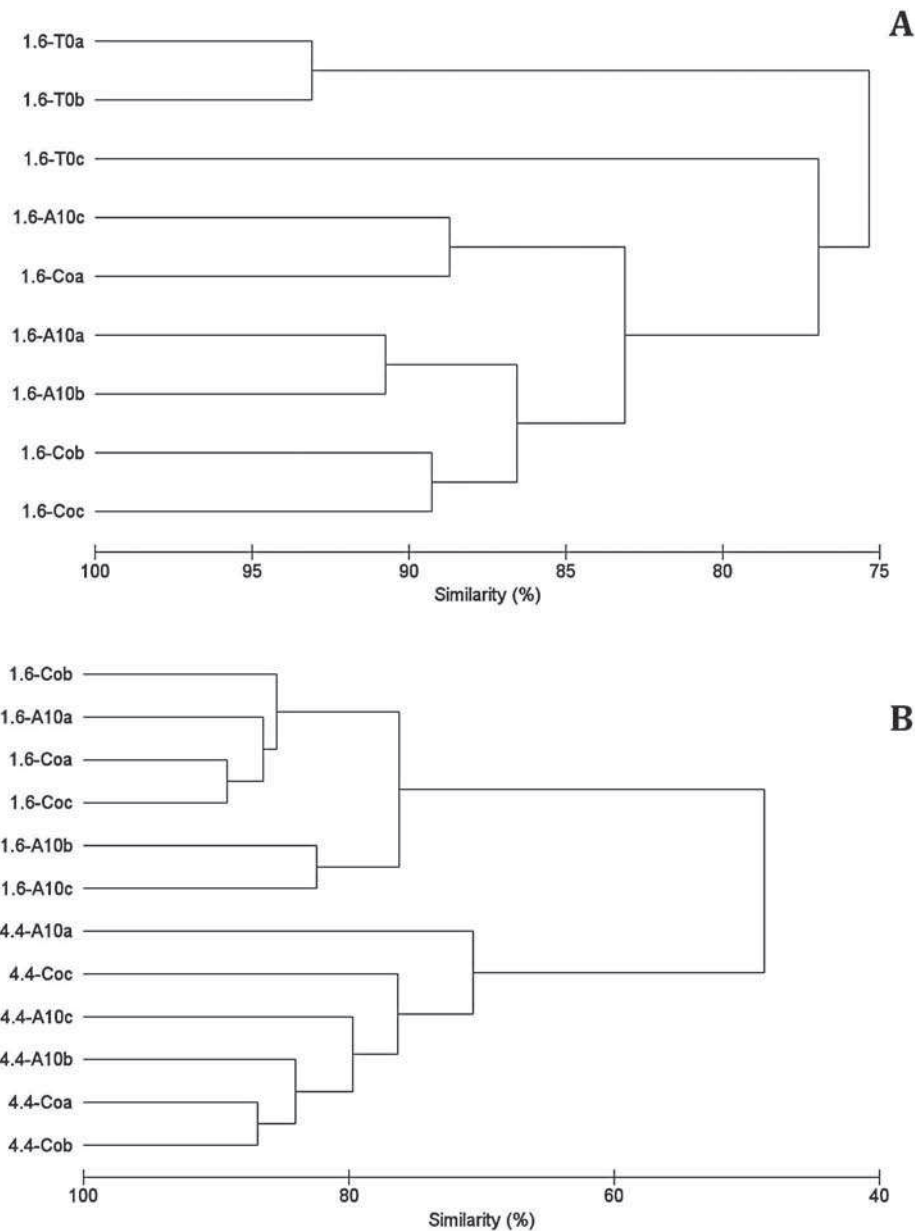 A
1.6-T0a
1.6-T0b
1.6-T0c
1.6-A10c
1.6-Coa
1.6-A10a
1.6-A10b
1.6-Cob
1.6-Coc
100 95 90 85 80 75
Similarity (%)
B
1.6-Cob
1.6-A10a
1.6-Coa
1.6-Coc
1.6-A10b
1.6-A10c
4.4-A10a
4.4-Coc
4.4-A10c
4.4-A10b
4.4-Coa
4.4-Cob
100 80 60 40
Similarity (%)